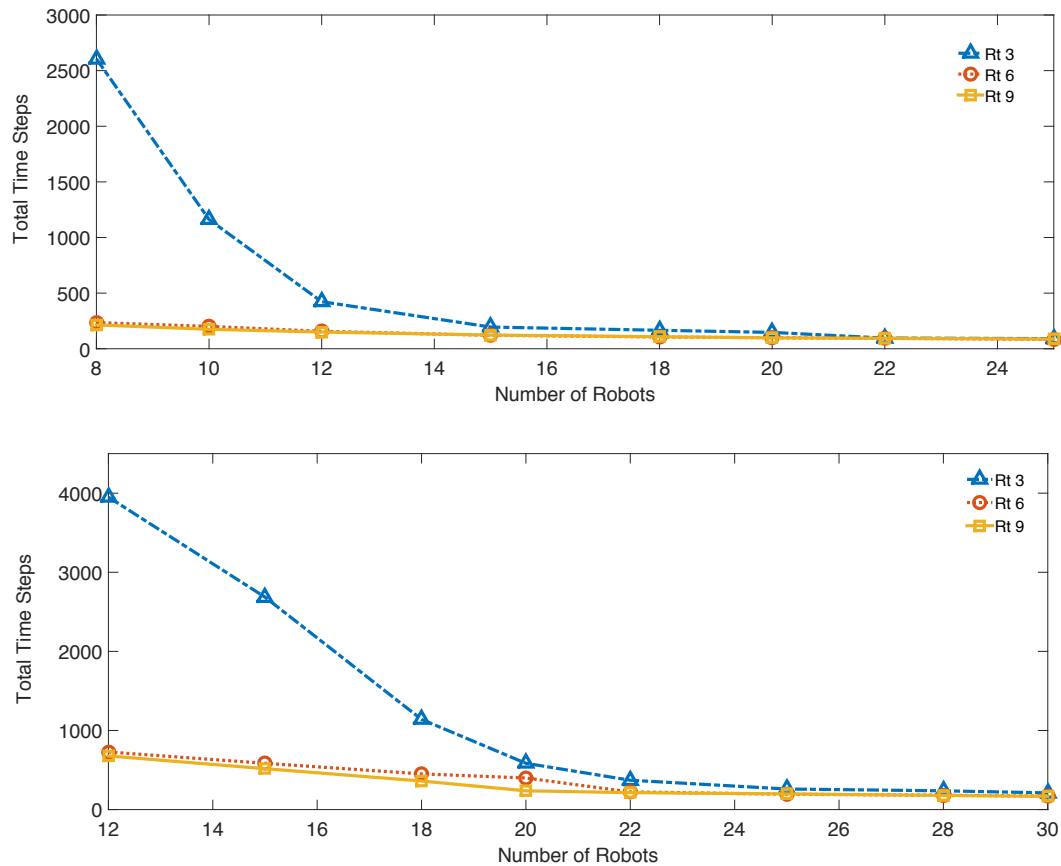 3000
2500
2000
1500
1000
500
0
Total Time Steps
Rt 3
Rt 6
Rt 9
8 10 12 14 16 18 20 22 24
Number of Robots
4000
3000
2000
1000
0
Total Time Steps
Rt 3
Rt 6
Rt 9
12 14 16 18 20 22 24 26 28 30
Number of Robots